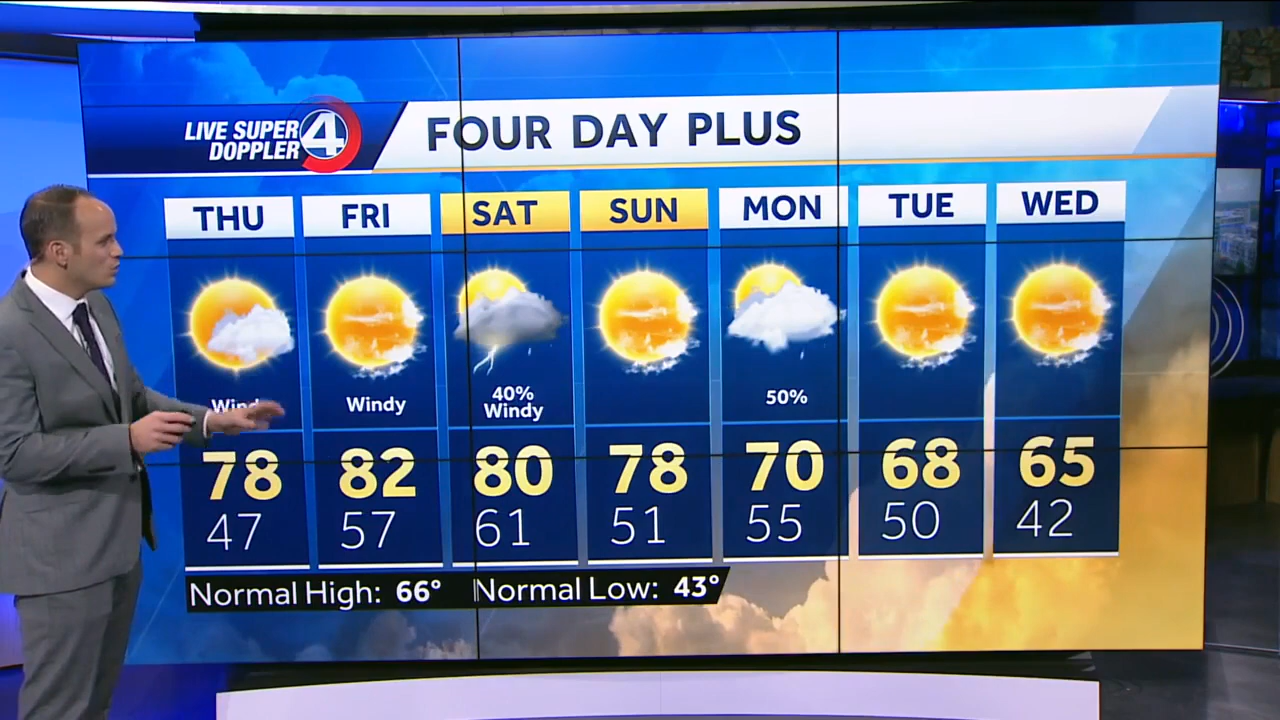 LIVE SUPER
DOPPLER 4
FOUR DAY PLUS
THU FRI SAT SUN MON TUE WED
Windy 40% 50%
Windy
78 82 80 78 70 68 65
47 57 61 51 55 50 42
Normal High: 66° Normal Low: 43°